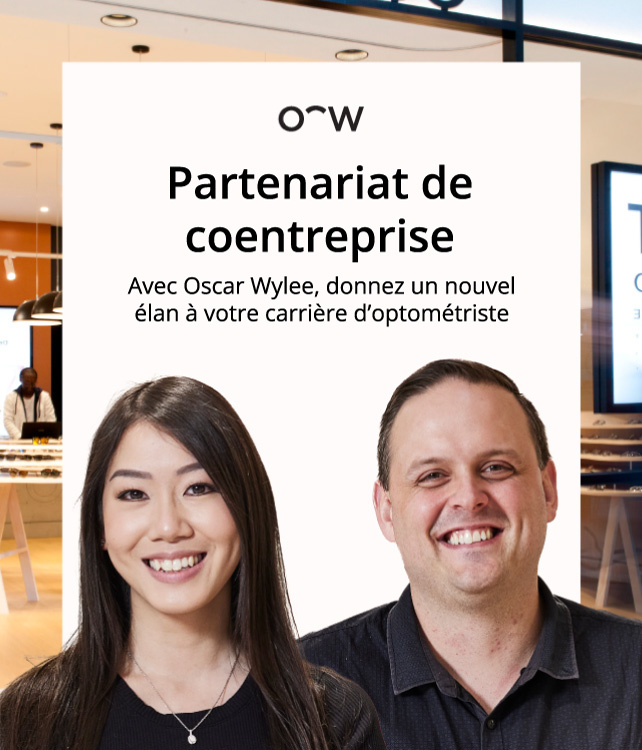 O⁀W
Partenariat de
coentreprise
Avec Oscar Wylee, donnez un nouvel
élan à votre carrière d’optométriste